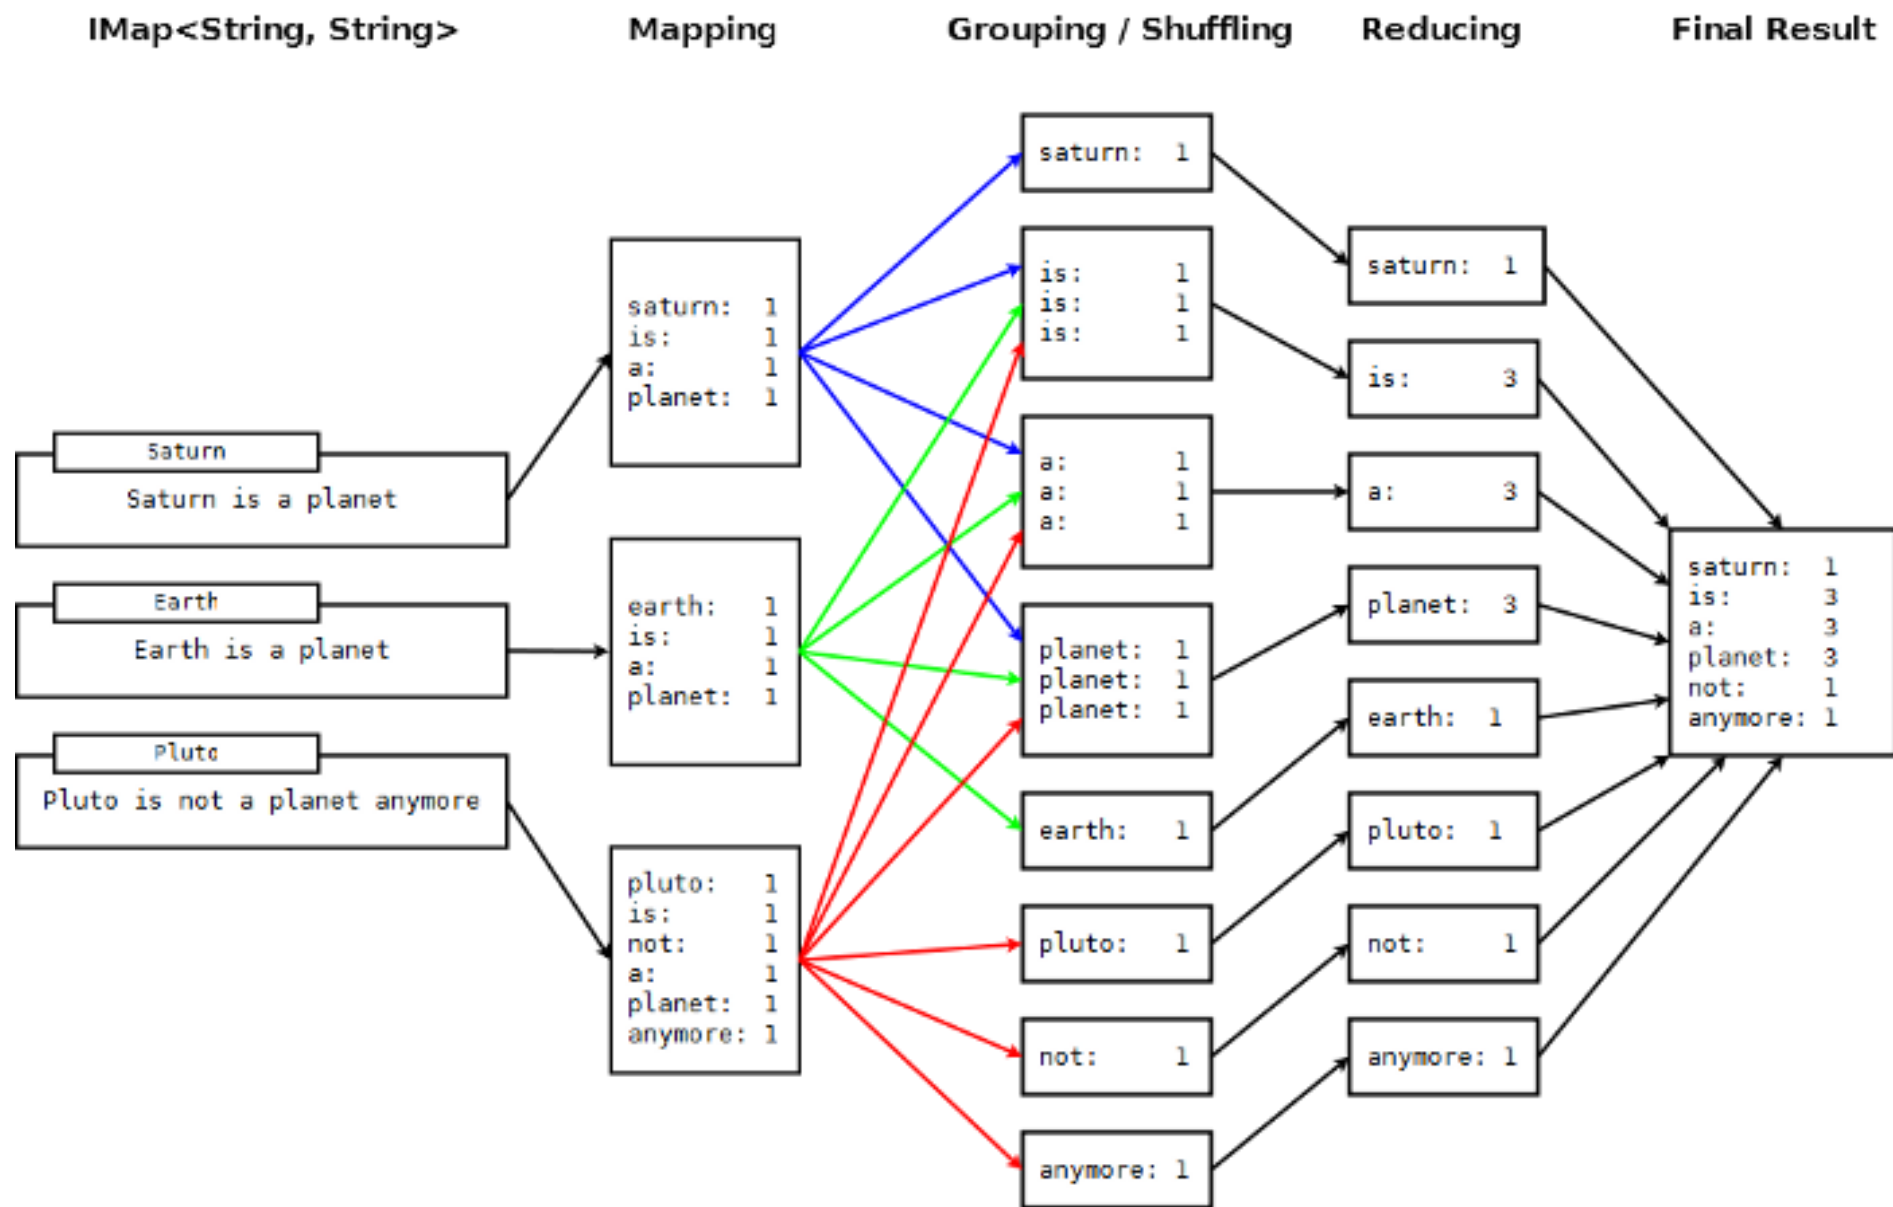 IMap<String, String>
Mapping
Grouping / Shuffling
Reducing
Final Result
Saturn
Saturn is a planet
Earth
Earth is a planet
Pluto
Pluto is not a planet anymore
saturn: 1
is: 1
a: 1
planet: 1
earth: 1
is: 1
a: 1
planet: 1
pluto: 1
is: 1
not: 1
a: 1
planet: 1
anymore: 1
saturn: 1
is: 1
is: 1
is: 1
a: 1
a: 1
a: 1
planet: 1
planet: 1
planet: 1
earth: 1
pluto: 1
not: 1
anymore: 1
saturn: 1
is: 3
a: 3
planet: 3
earth: 1
pluto: 1
not: 1
anymore: 1
saturn: 1
is: 3
a: 3
planet: 3
not: 1
anymore: 1